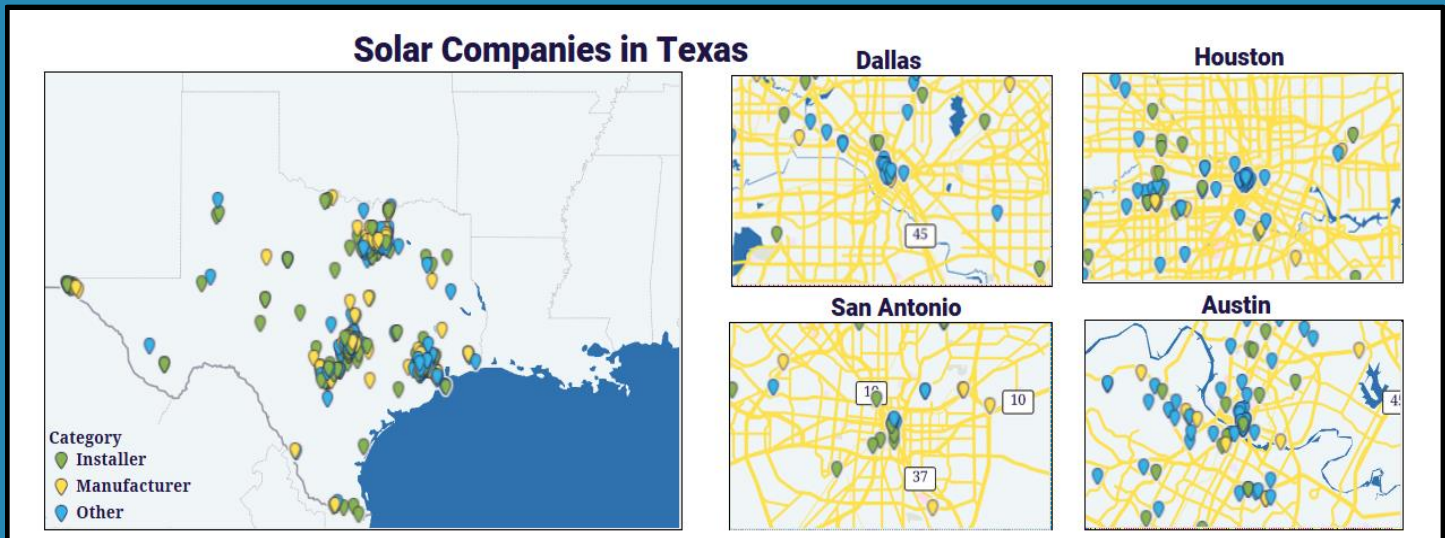 Solar Companies in Texas
Category
Installer
Manufacturer
Other
Dallas
45
Houston
San Antonio
10
10
37
Austin